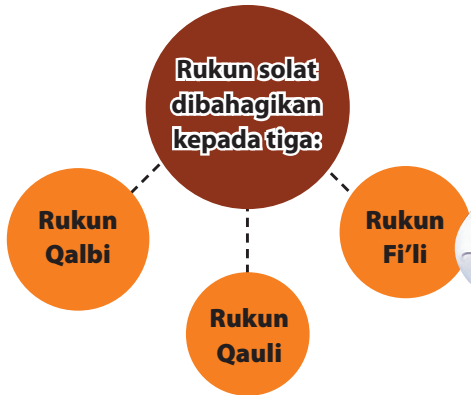 Rukun solat
dibahagikan
kepada tiga:
Rukun
Qalbi
Rukun
Qauli
Rukun
Fi’li